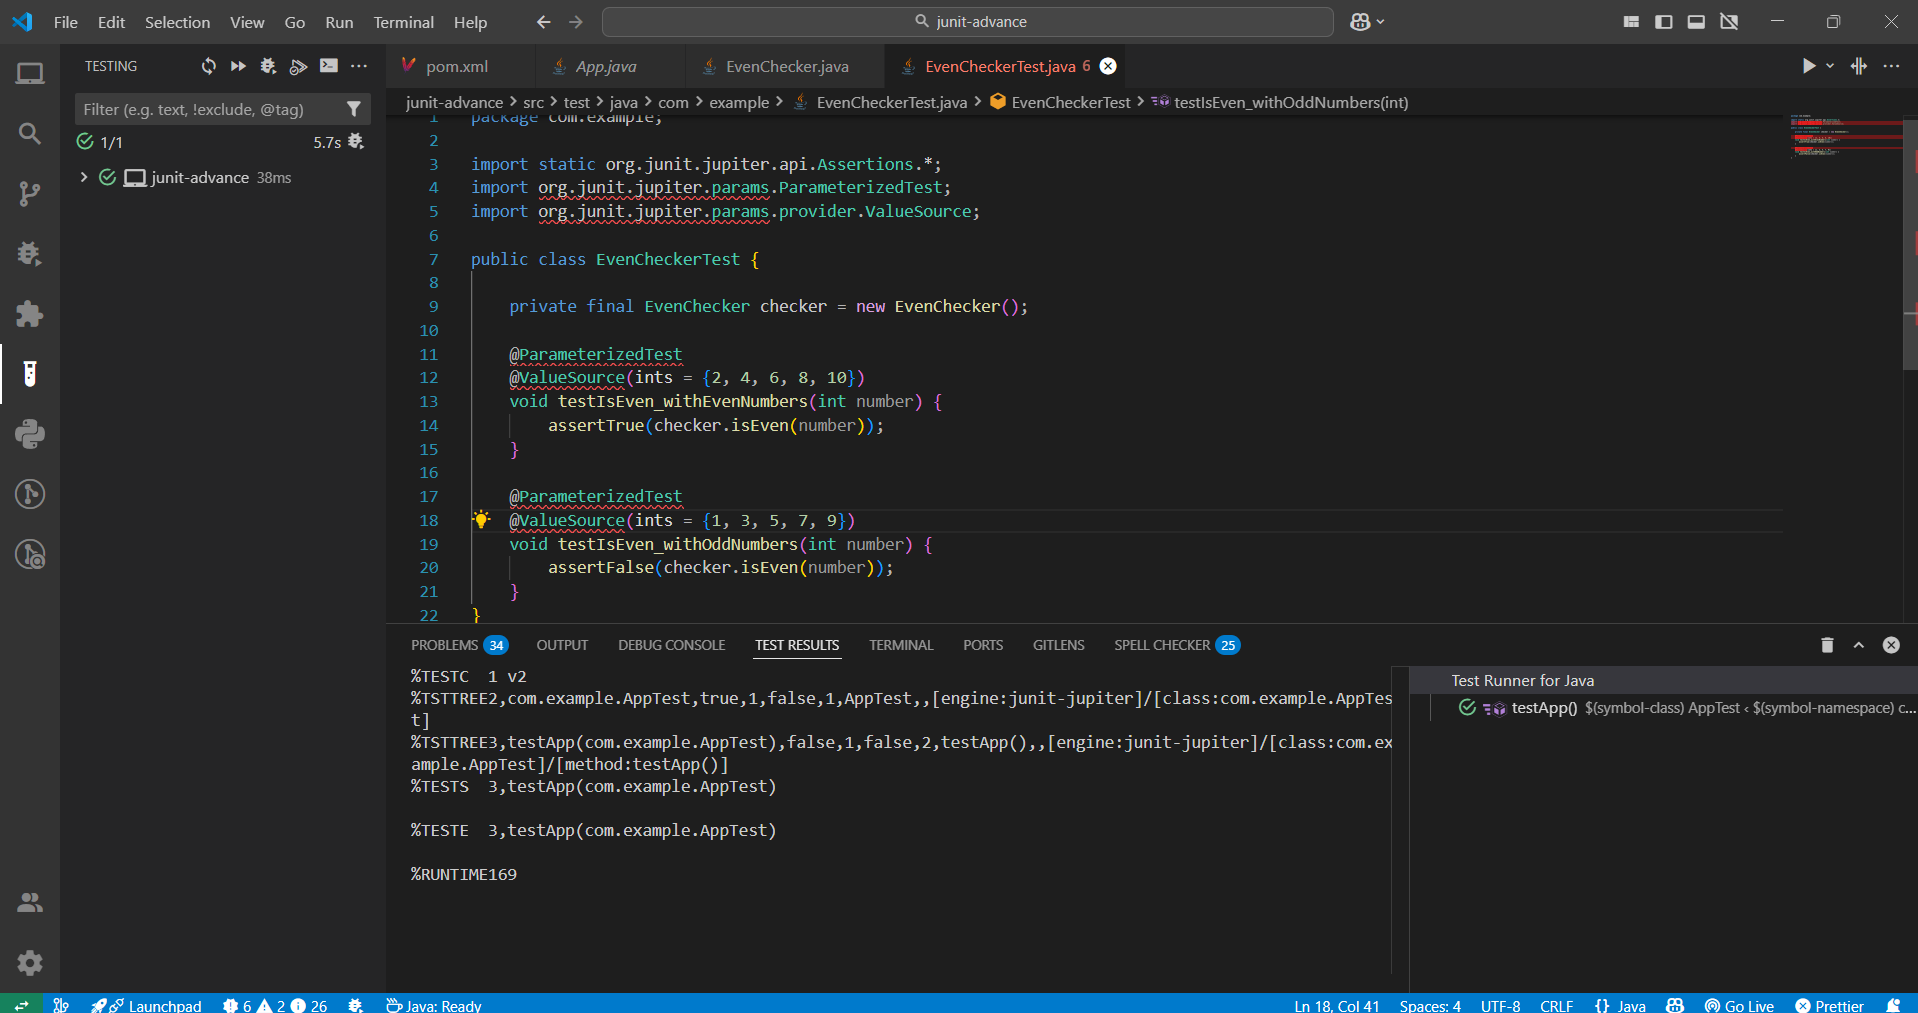 File Edit Selection View Go Run Terminal Help
junit-advance
TESTING
pom.xml
App.java
EvenChecker.java
EvenCheckerTest.java 6
Filter (e.g. text, !exclude, @tag)
1/1
5.7s
junit-advance 38ms
junit-advance > src > test > java > com > example > EvenCheckerTest.java > EvenCheckerTest > testIsEven_withOddNumbers(int)
1 package com.example;
2
3 import static org.junit.jupiter.api.Assertions.*;
4 import org.junit.jupiter.params.ParameterizedTest;
5 import org.junit.jupiter.params.provider.ValueSource;
6
7 public class EvenCheckerTest {
8
9 private final EvenChecker checker = new EvenChecker();
10
11 @ParameterizedTest
12 @ValueSource(ints = {2, 4, 6, 8, 10})
13 void testIsEven_withEvenNumbers(int number) {
14 assertTrue(checker.isEven(number));
15 }
16
17 @ParameterizedTest
18 @ValueSource(ints = {1, 3, 5, 7, 9})
19 void testIsEven_withOddNumbers(int number) {
20 assertFalse(checker.isEven(number));
21 }
22 }
PROBLEMS 34 OUTPUT DEBUG CONSOLE TEST RESULTS TERMINAL PORTS GITLENS SPELL CHECKER 25
%TESTC 1 v2
%TSTTREE2,com.example.AppTest,true,1,false,1,AppTest,,[engine:junit-jupiter]/[class:com.example.AppTes
t]
%TSTTREE3,testApp(com.example.AppTest),false,1,false,2,testApp(),,[engine:junit-jupiter]/[class:com.ex
ample.AppTest]/[method:testApp()]
%TESTS 3,testApp(com.example.AppTest)
%TESTE 3,testApp(com.example.AppTest)
%RUNTIME169
Test Runner for Java
testApp() $(symbol-class) AppTest ‹ $(symbol-namespace) c...
Launchpad 6 2 26 Java: Ready
Ln 18, Col 41 Spaces: 4 UTF-8 CRLF {} Java Go Live Prettier